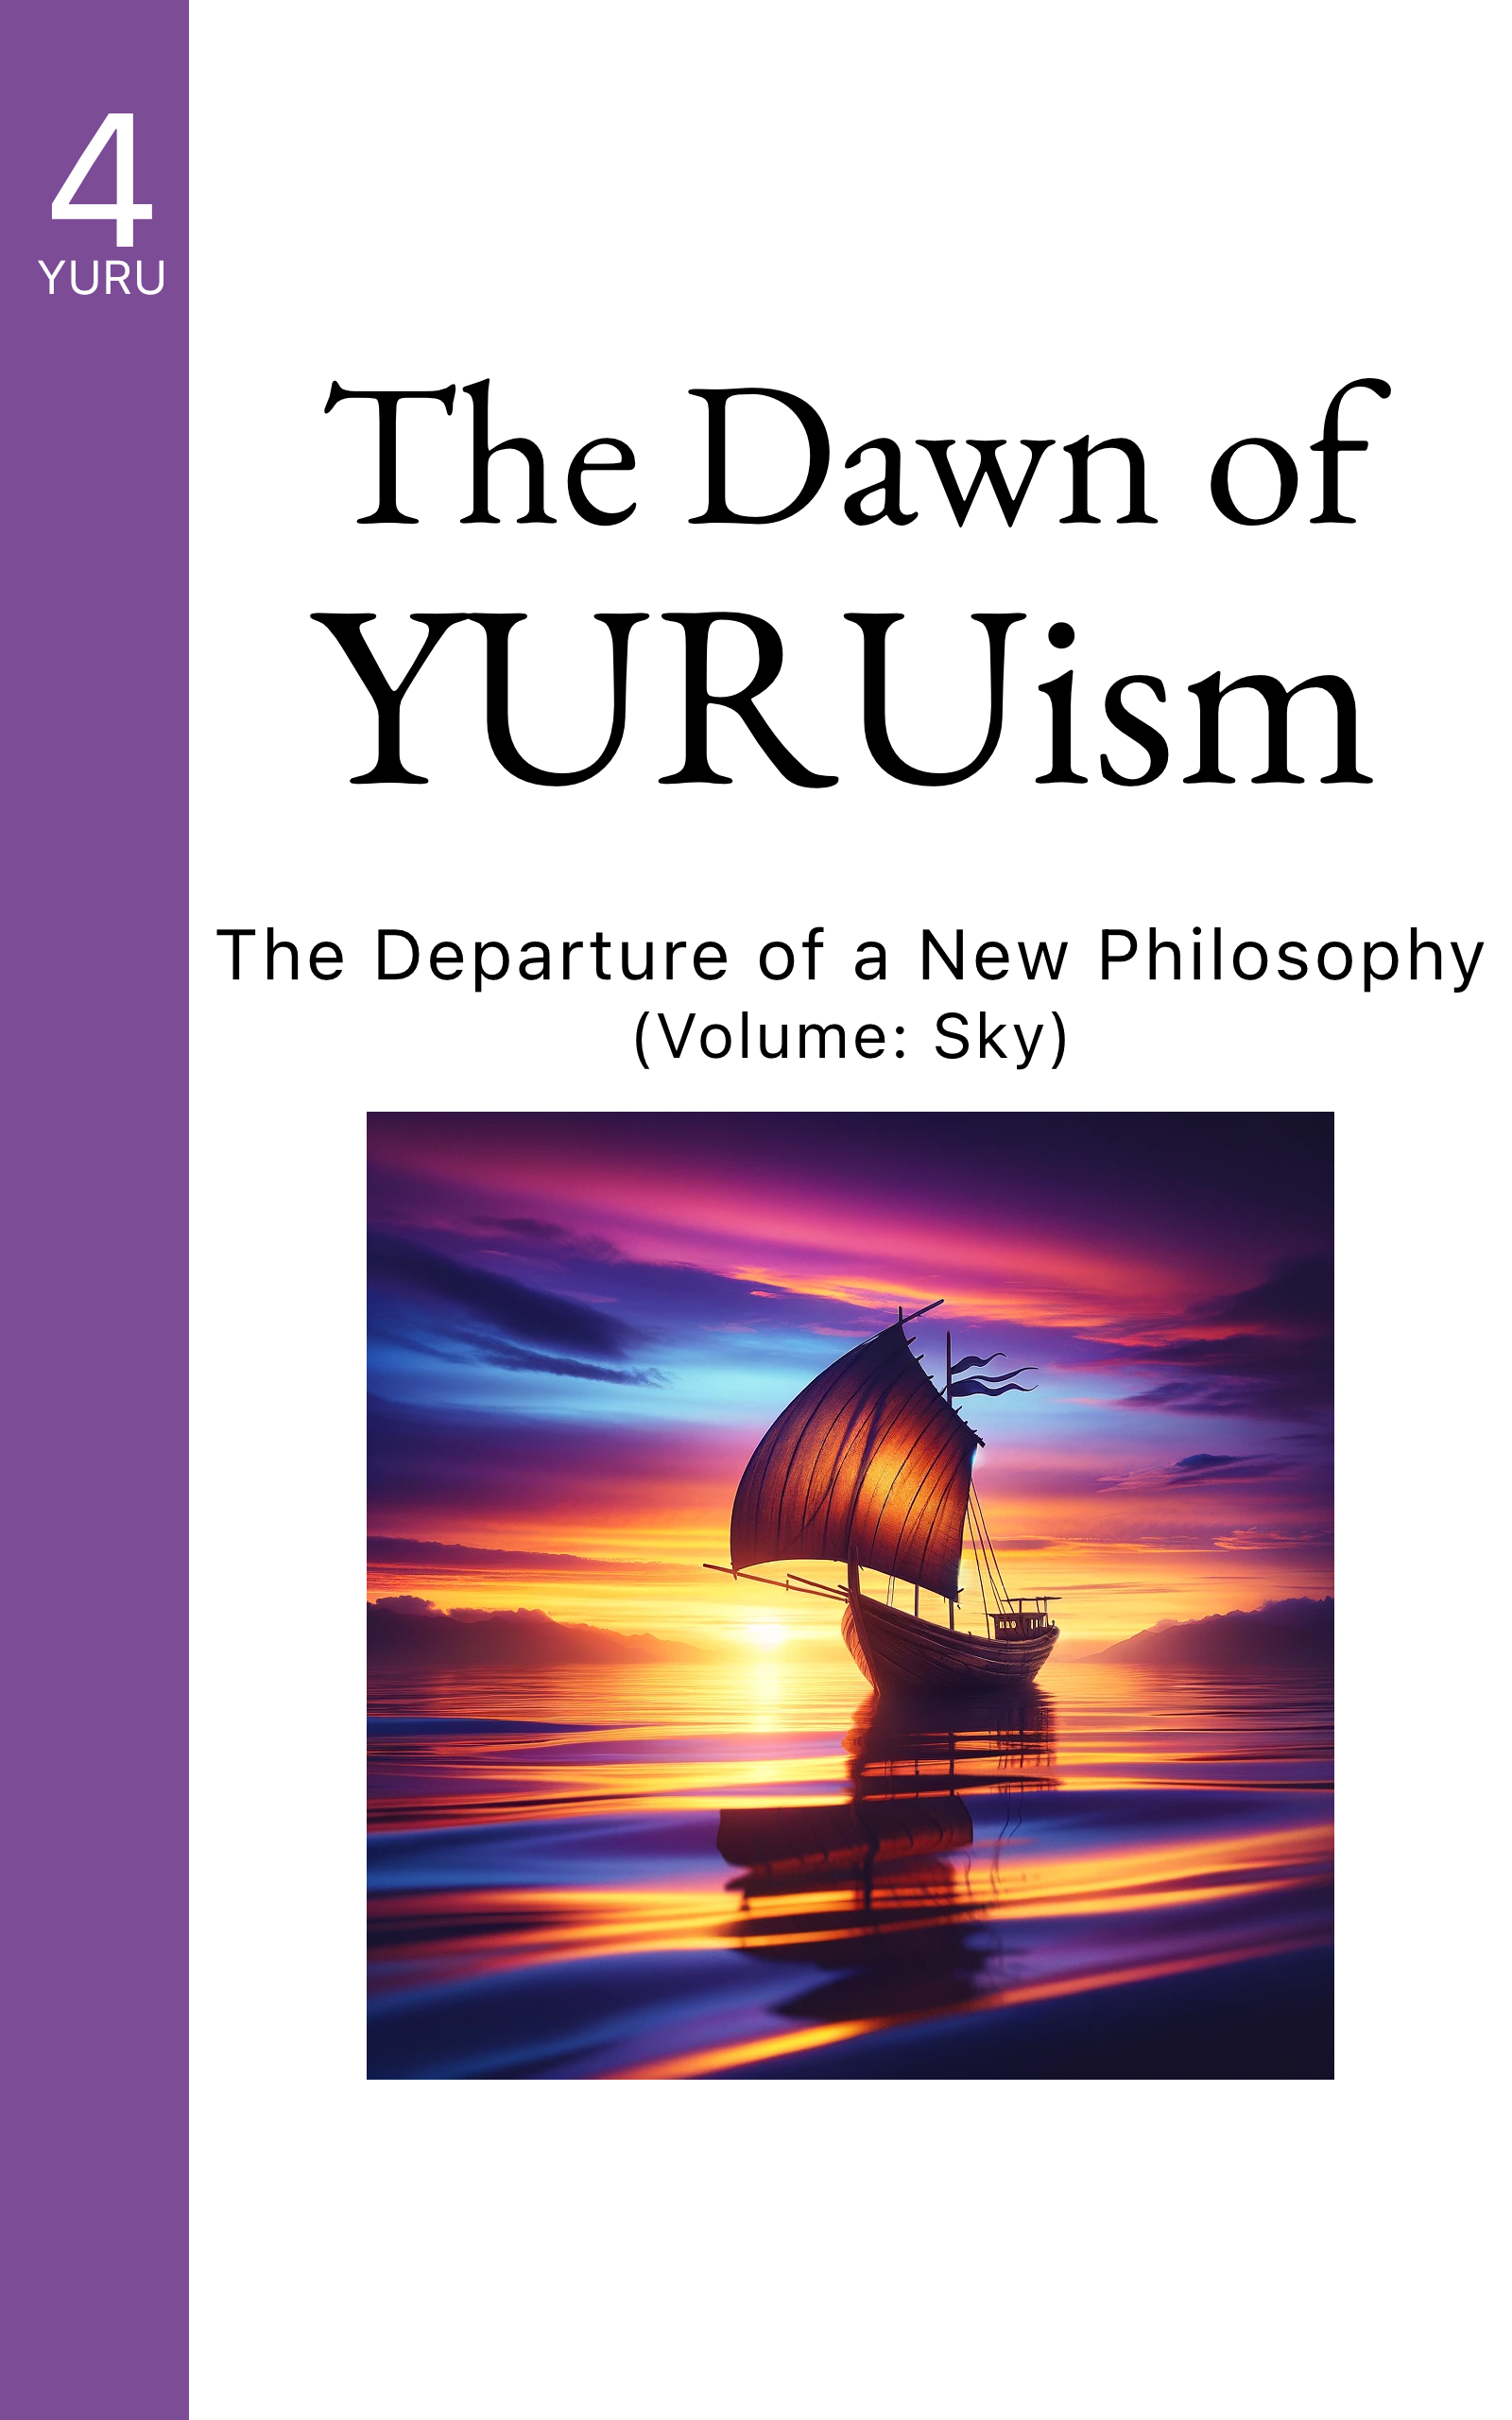 4
YURU
The Dawn of
YURUism
The Departure of a New Philosophy
(Volume: Sky)